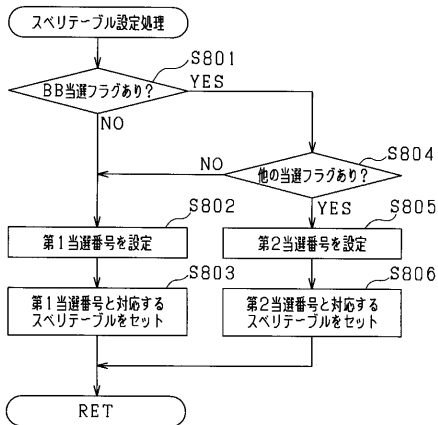 スベリテーブル設定処理
S801
BB当選フラグあり?
YES
NO
S804
NO
他の当選フラグあり?
YES
S802
S805
第1当選番号を設定
第2当選番号を設定
S803
S806
第1当選番号と対応する
スベリテーブルをセット
第2当選番号と対応する
スベリテーブルをセット
RET